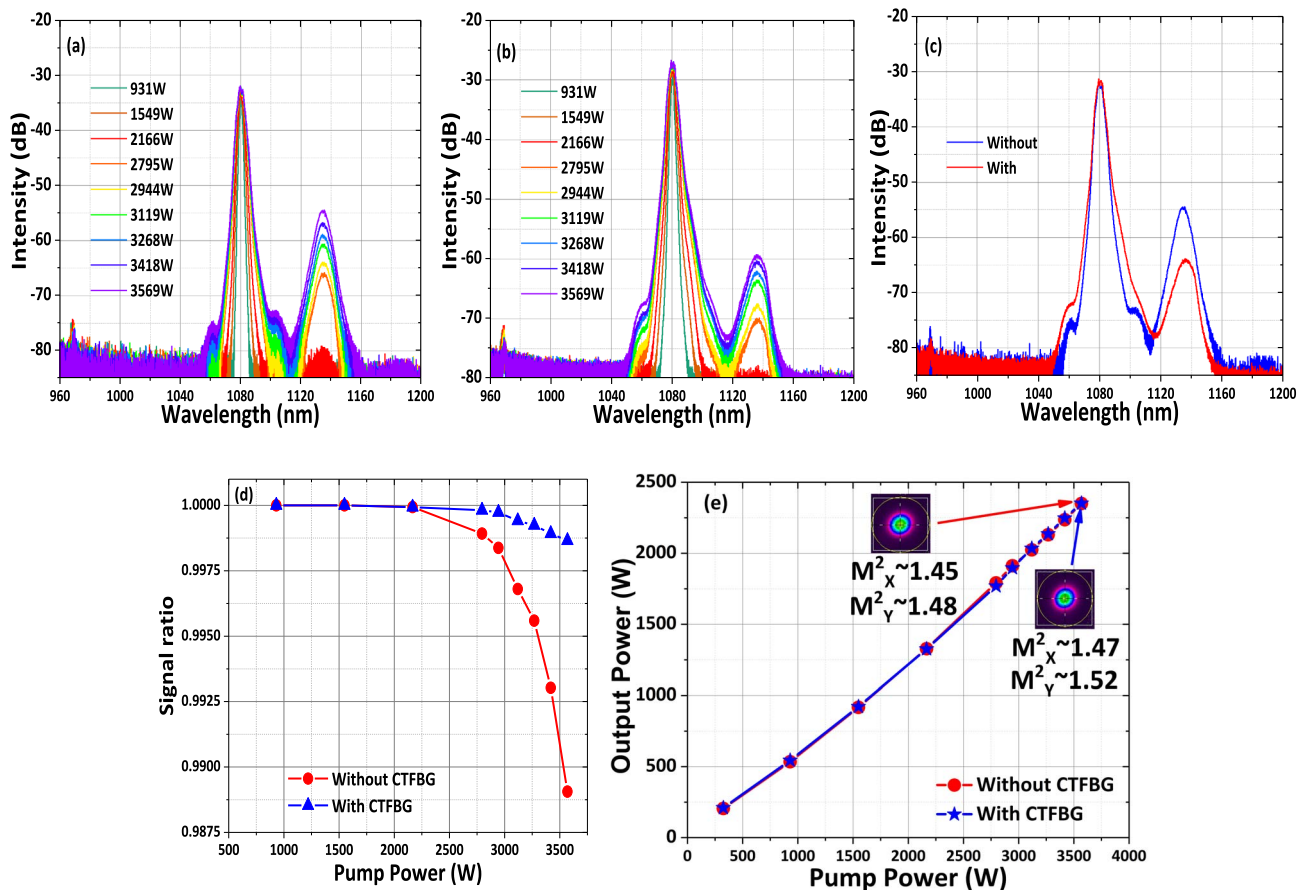 (a)
-20
-30
-40
-50
-60
-70
-80
Intensity (dB)
931W
1549W
2166W
2795W
2944W
3119W
3268W
3418W
3569W
960 1000 1040 1080 1120 1160 1200
Wavelength (nm)
(b)
-20
-30
-40
-50
-60
-70
-80
Intensity (dB)
931W
1549W
2166W
2795W
2944W
3119W
3268W
3418W
3569W
960 1000 1040 1080 1120 1160 1200
Wavelength (nm)
(c)
-20
-30
-40
-50
-60
-70
-80
Intensity (dB)
Without
With
960 1000 1040 1080 1120 1160 1200
Wavelength (nm)
(d)
1.0000
0.9975
0.9950
0.9925
0.9900
0.9875
Signal ratio
Without CTFBG
With CTFBG
500 1000 1500 2000 2500 3000 3500
Pump Power (W)
(e)
2500
2000
1500
1000
500
0
Output Power (W)
M²X~1.45
M²Y~1.48
M²X~1.47
M²Y~1.52
Without CTFBG
With CTFBG
0 500 1000 1500 2000 2500 3000 3500 4000
Pump Power (W)